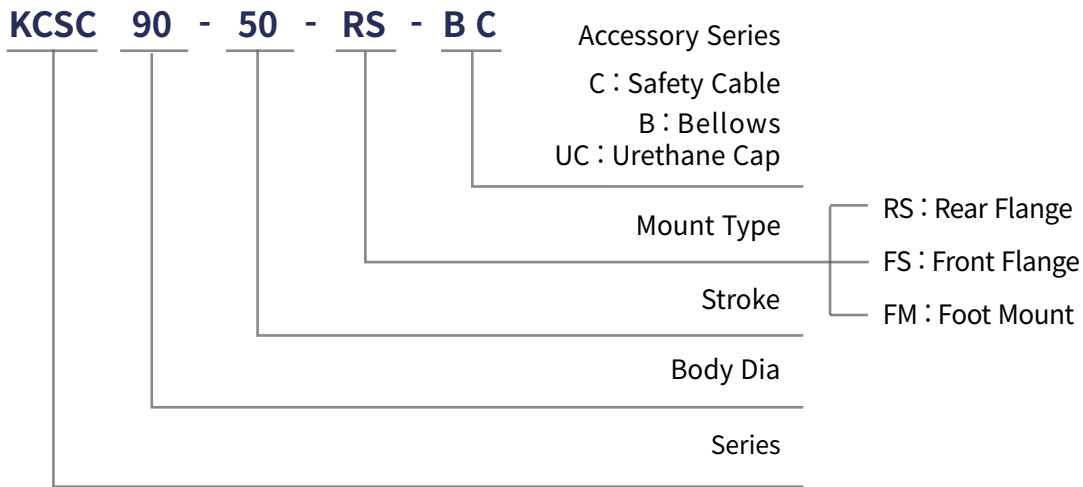 KCSC 90 - 50 - RS - B C
Accessory Series
C : Safety Cable
B : Bellows
UC : Urethane Cap
Mount Type
RS : Rear Flange
FS : Front Flange
FM : Foot Mount
Stroke
Body Dia
Series